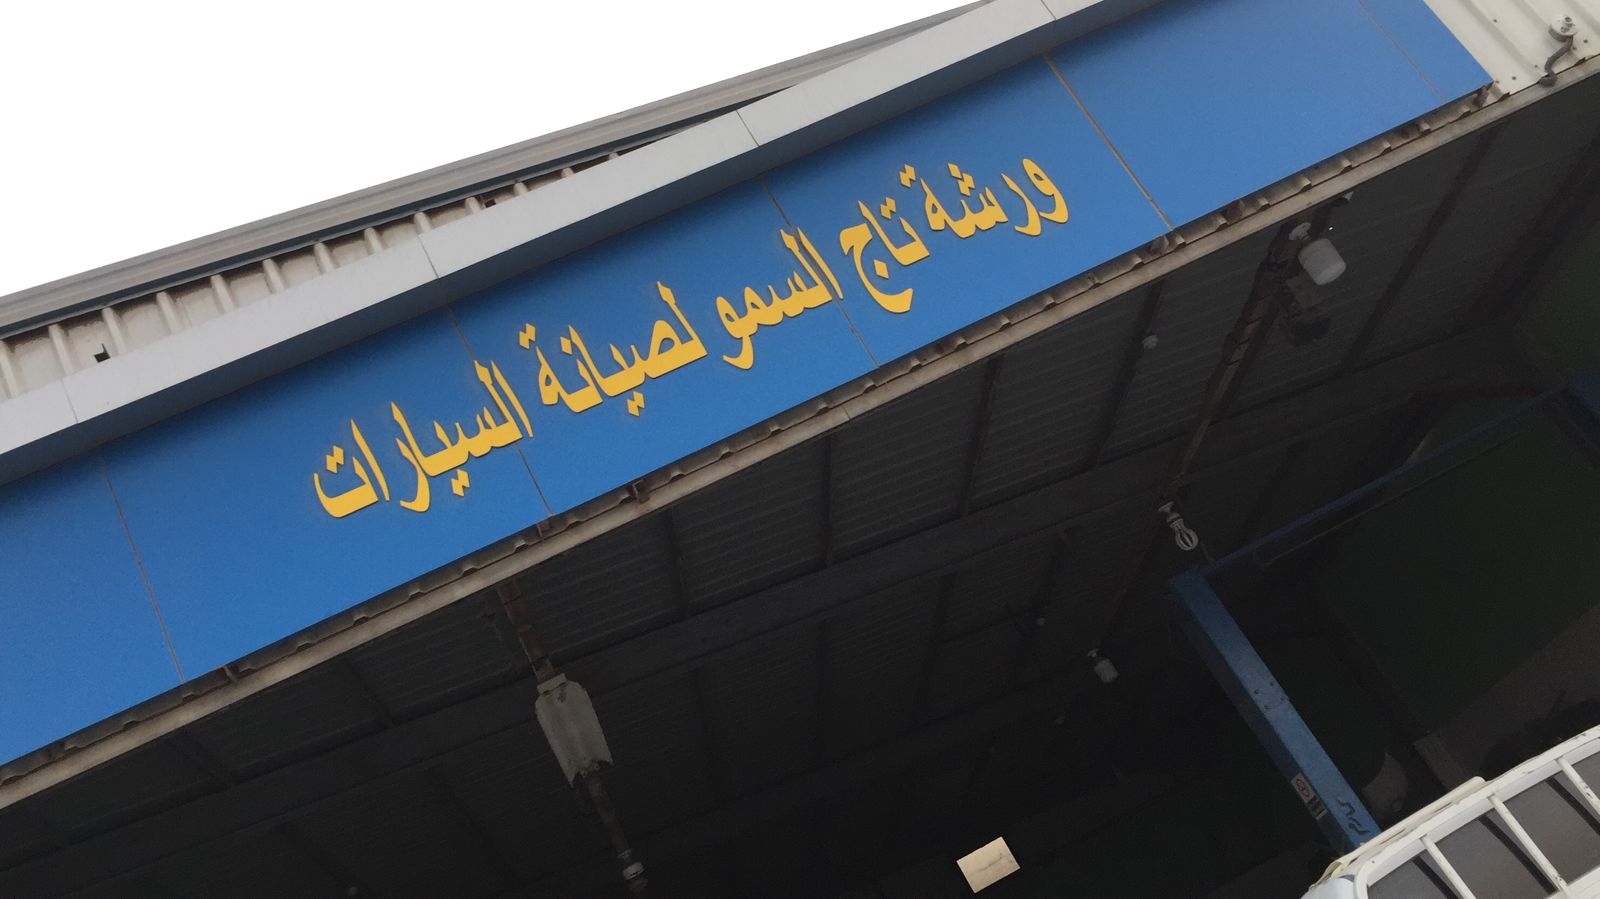 ورشة تاج السمو لصيانة السيارات